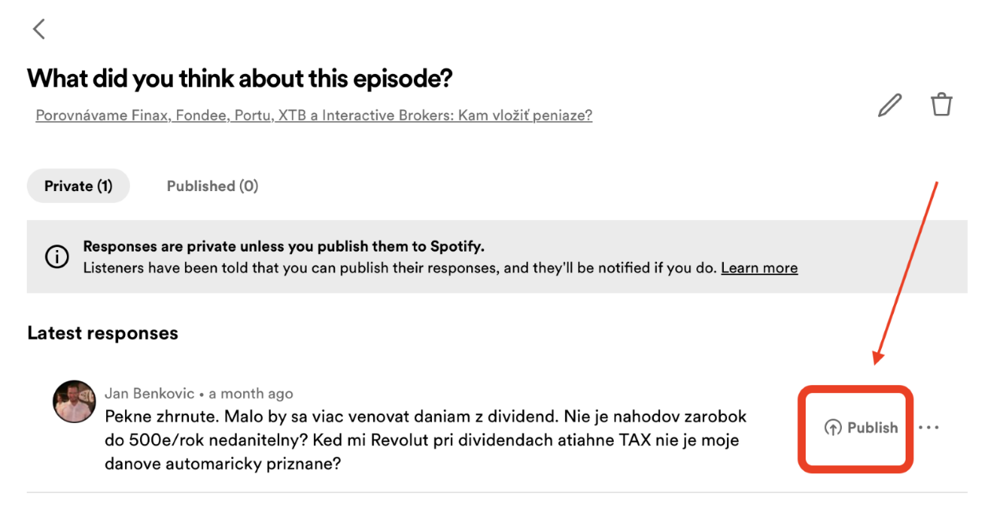 What did you think about this episode?
Porovnávame Finax, Fondee, Portu, XTB a Interactive Brokers: Kam vložiť peniaze?
Private (1)
Published (0)
Responses are private unless you publish them to Spotify.
Listeners have been told that you can publish their responses, and they'll be notified if you do. Learn more
Latest responses
Jan Benkovic • a month ago
Pekne zhrnute. Malo by sa viac venovat daniam z dividend. Nie je nahodov zarobok
do 500e/rok nedanitelny? Ked mi Revolut pri dividendach atiahne TAX nie je moje
danove automaricky priznane?
Publish